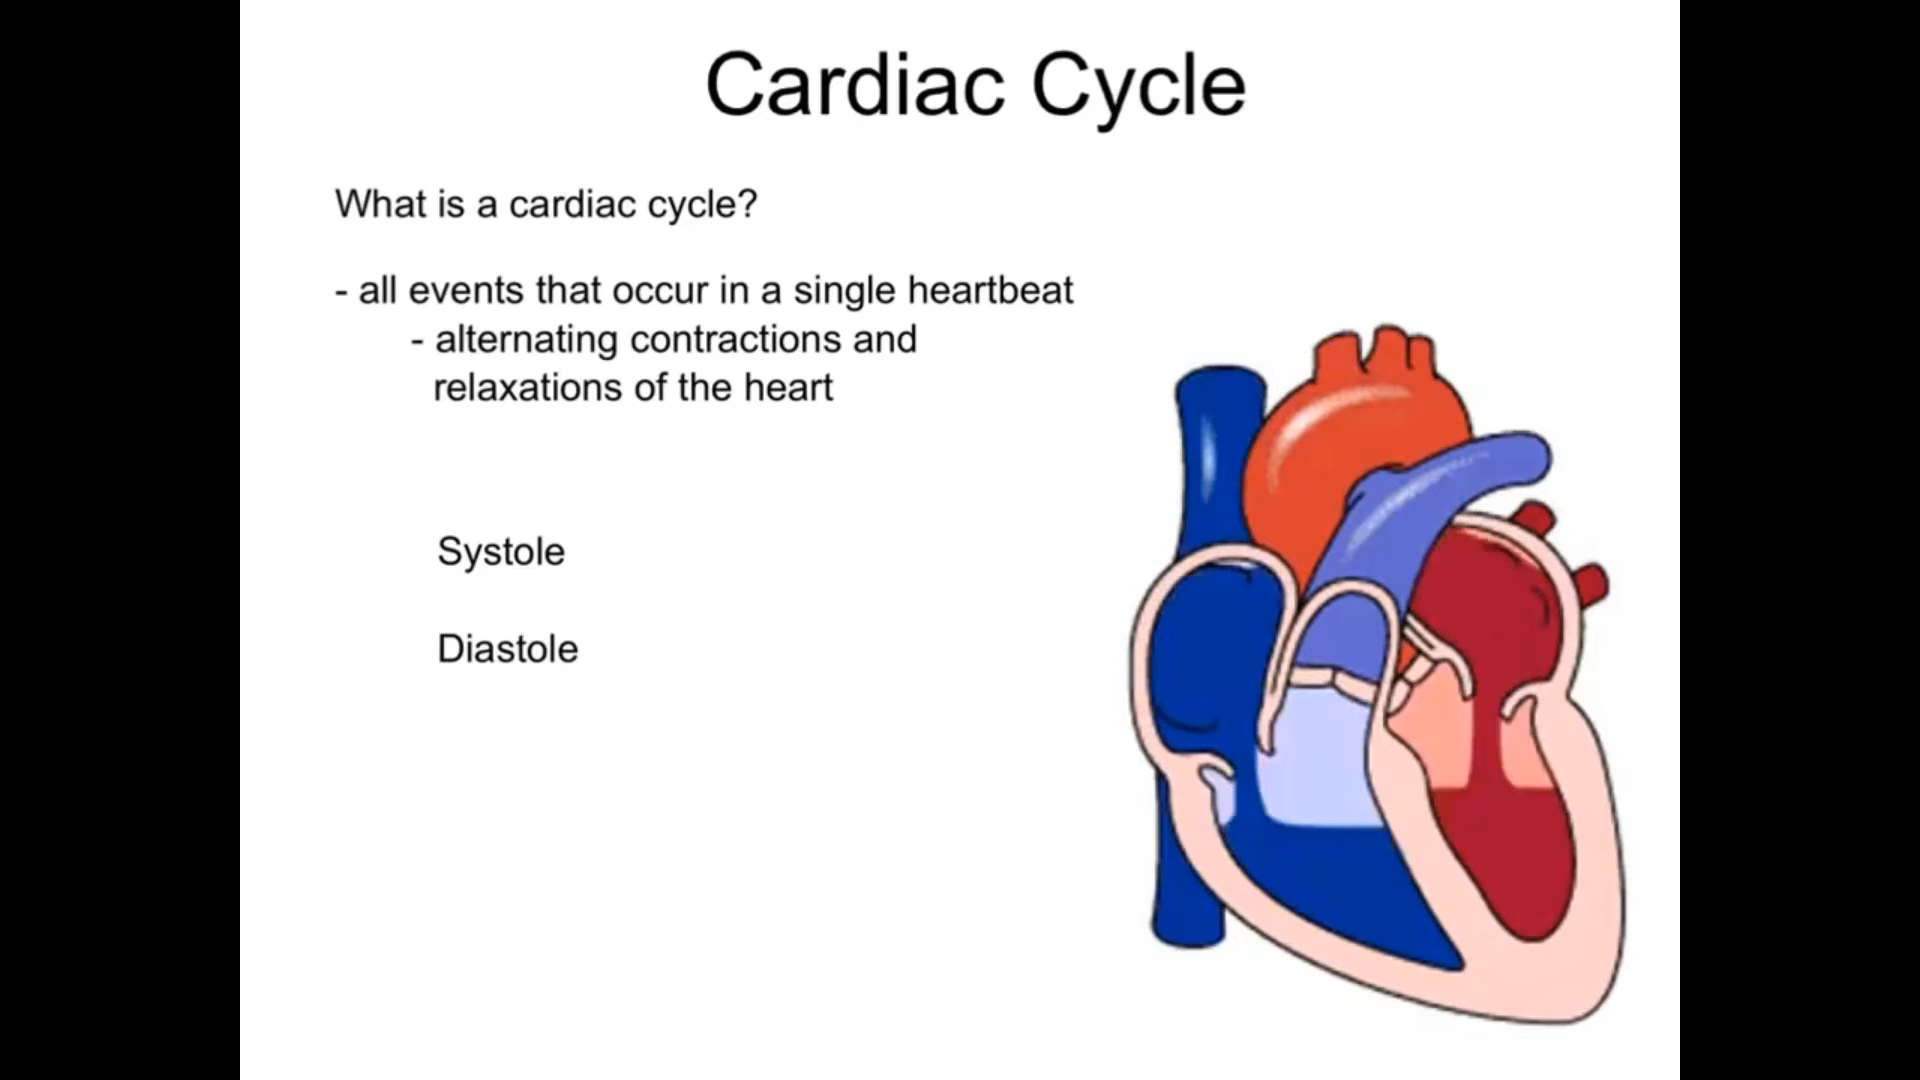 Cardiac Cycle
What is a cardiac cycle?
- all events that occur in a single heartbeat
- alternating contractions and
relaxations of the heart
Systole
Diastole